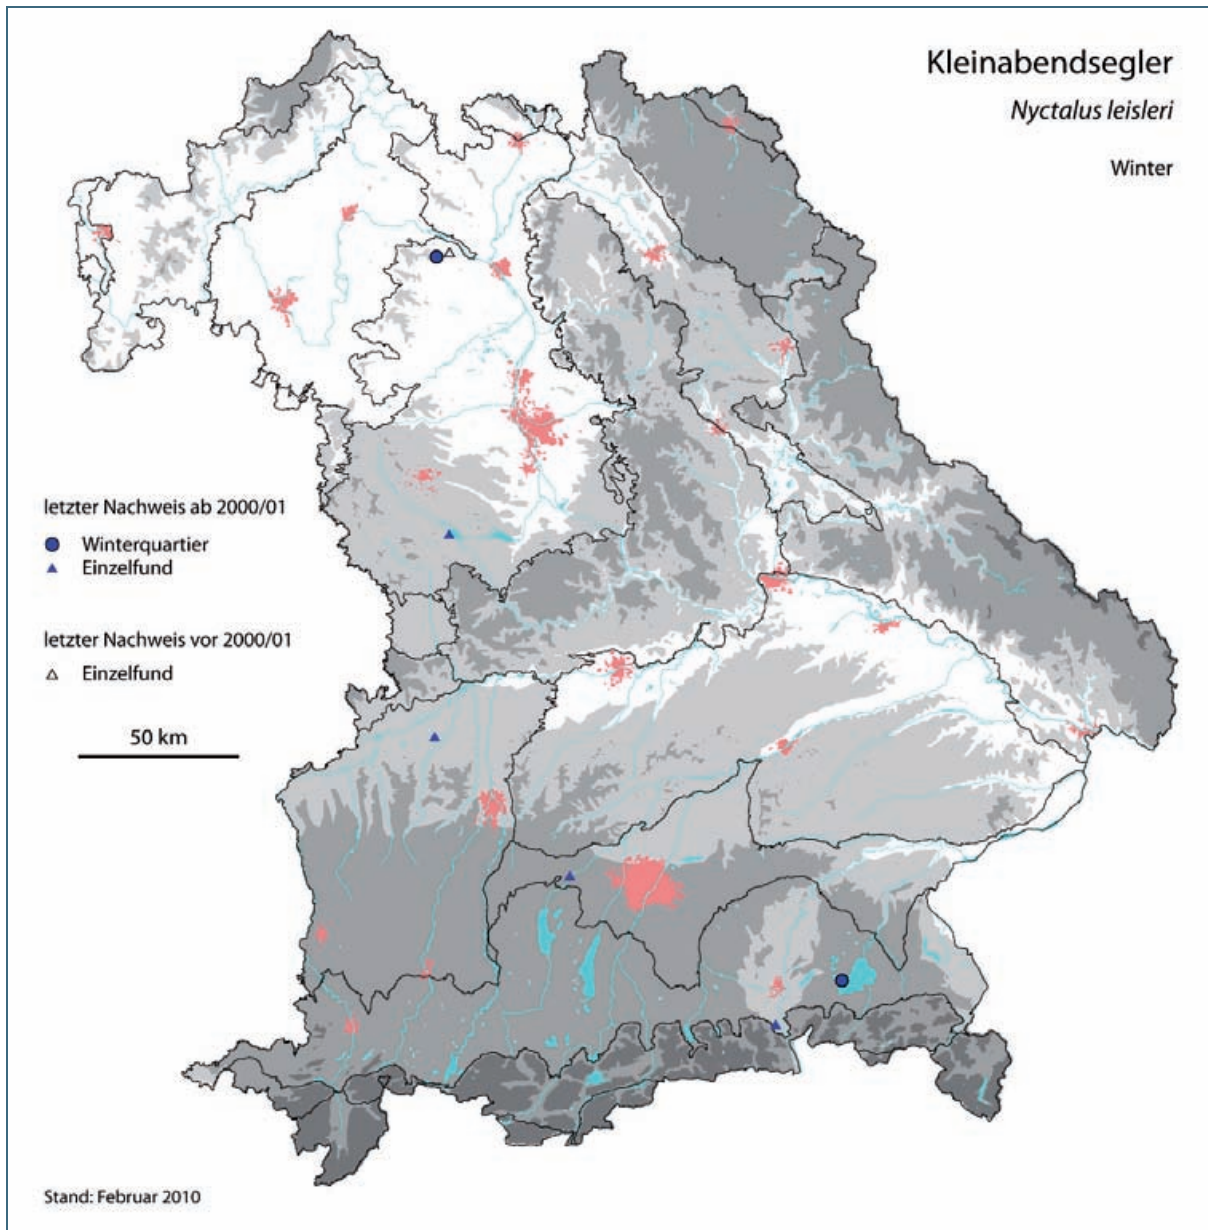 Kleinabendsegler
Nyctalus leisleri
Winter
letzter Nachweis ab 2000/01
Winterquartier
Einzelfund
letzter Nachweis vor 2000/01
Einzelfund
50 km
Stand: Februar 2010